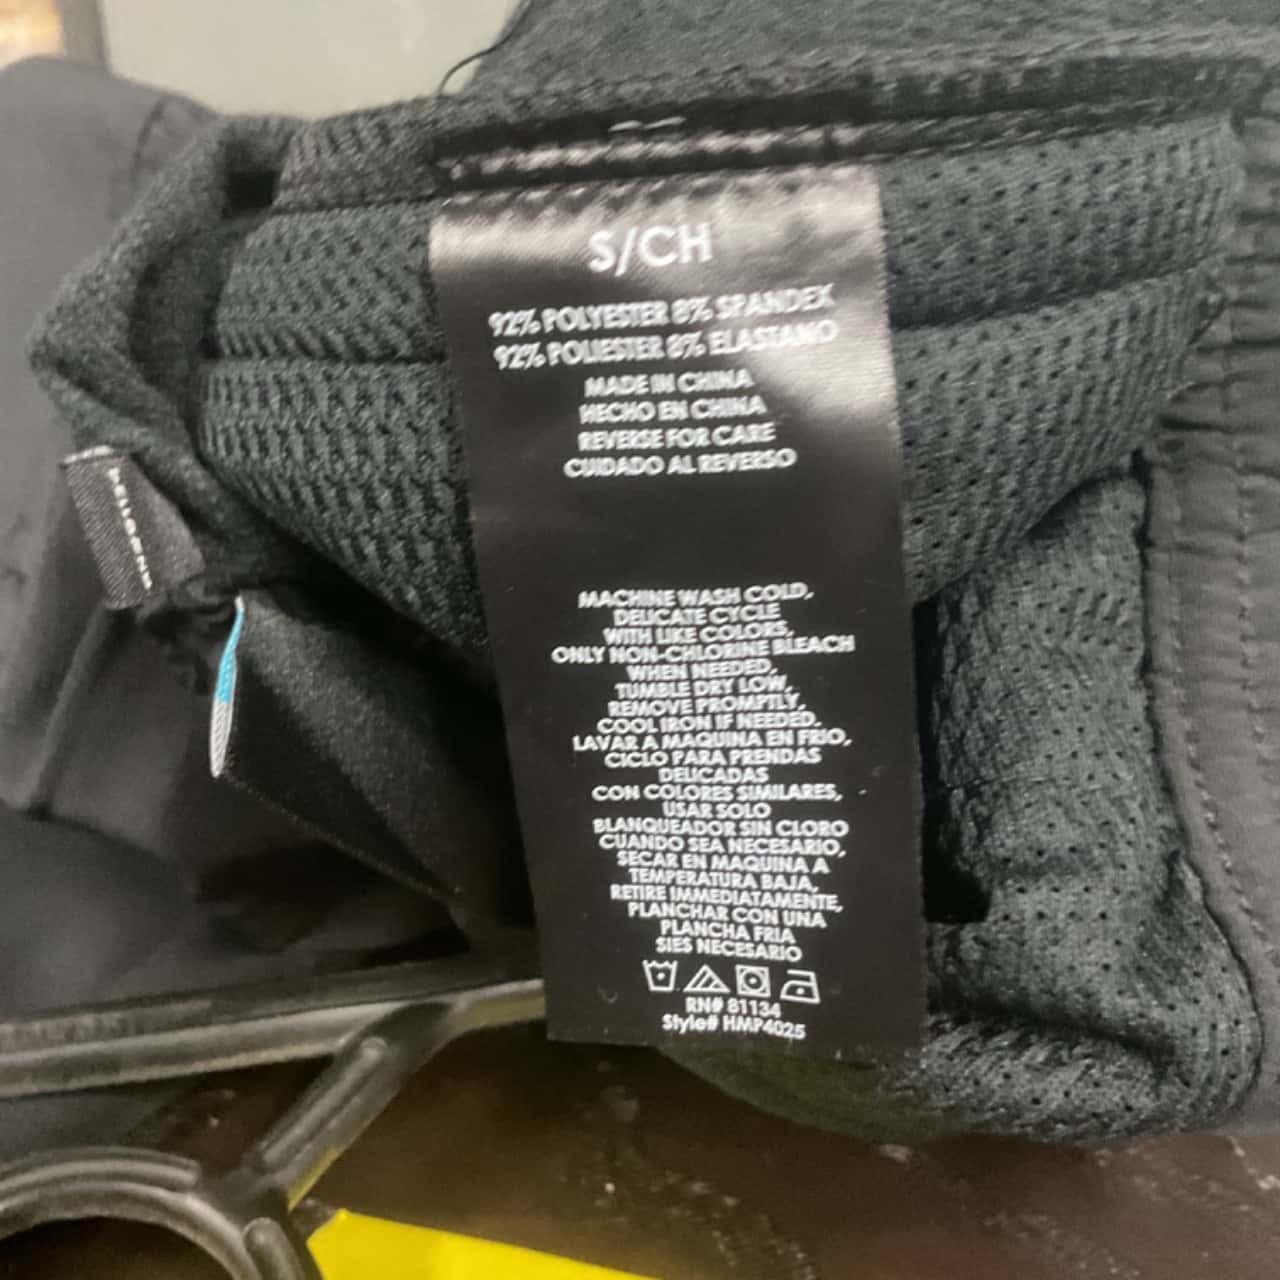 S/CH
92% POLYESTER 8% SPANDEX
92% POLIESTER 8% ELASTANO
MADE IN CHINA
HECHO EN CHINA
REVERSE FOR CARE
CUIDADO AL REVERSO
MACHINE WASH COLD,
DELICATE CYCLE
WITH LIKE COLORS,
ONLY NON-CHLORINE BLEACH
WHEN NEEDED,
TUMBLE DRY LOW,
REMOVE PROMPTLY,
COOL IRON IF NEEDED.
LAVAR A MAQUINA EN FRIO,
CICLO PARA PRENDAS
DELICADAS
CON COLORES SIMILARES,
USAR SOLO
BLANQUEADOR SIN CLORO
CUANDO SEA NECESARIO,
SECAR EN MAQUINA A
TEMPERATURA BAJA,
RETIRE IMMEDIATAMENTE,
PLANCHAR CON UNA
PLANCHA FRIA
SIES NECESARIO
RN# 81134
Style# HMP4025